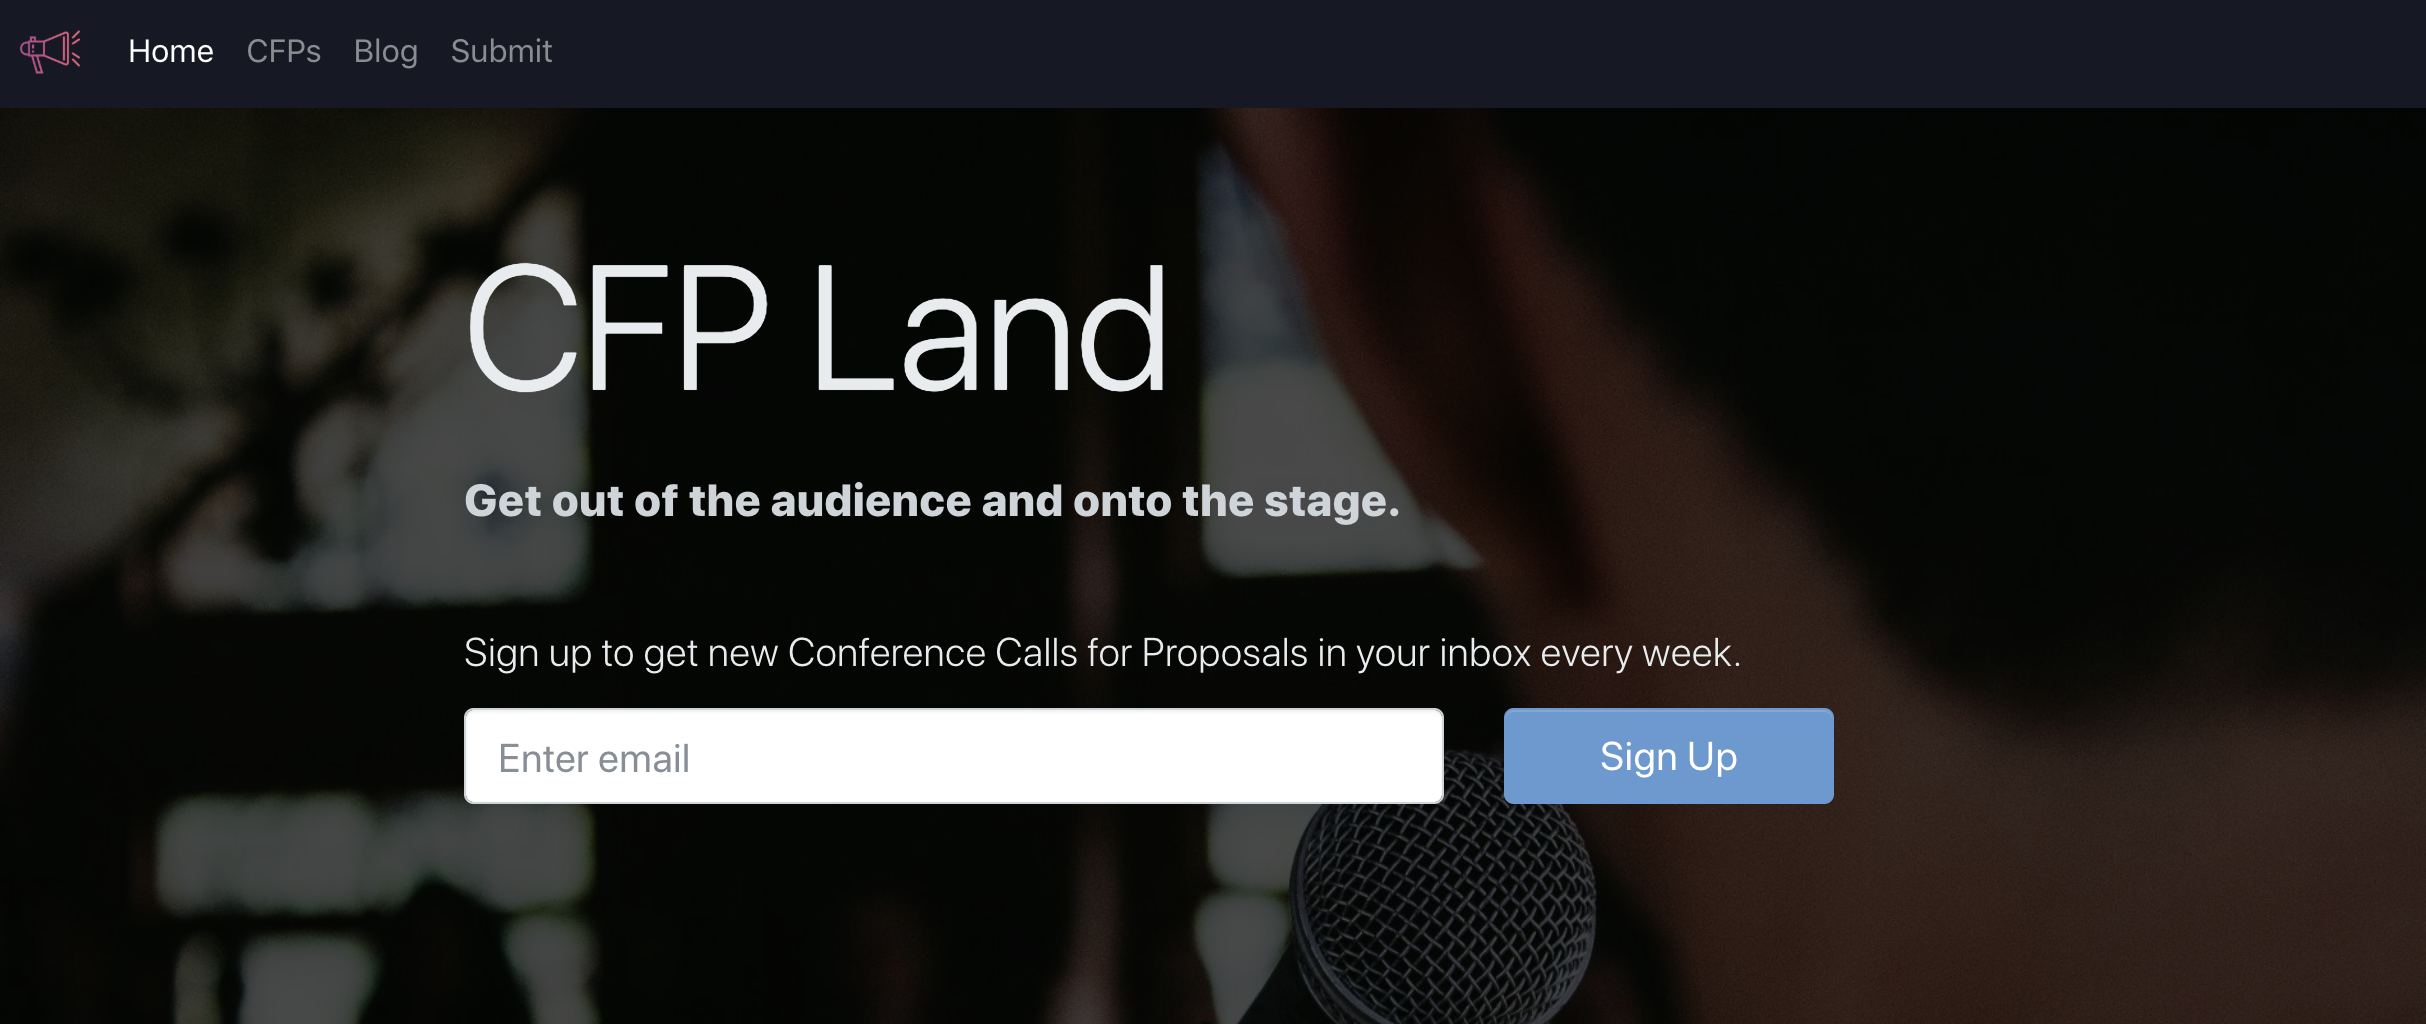 Home CFPs Blog Submit
CFP Land
Get out of the audience and onto the stage.
Sign up to get new Conference Calls for Proposals in your inbox every week.
Enter email Sign Up